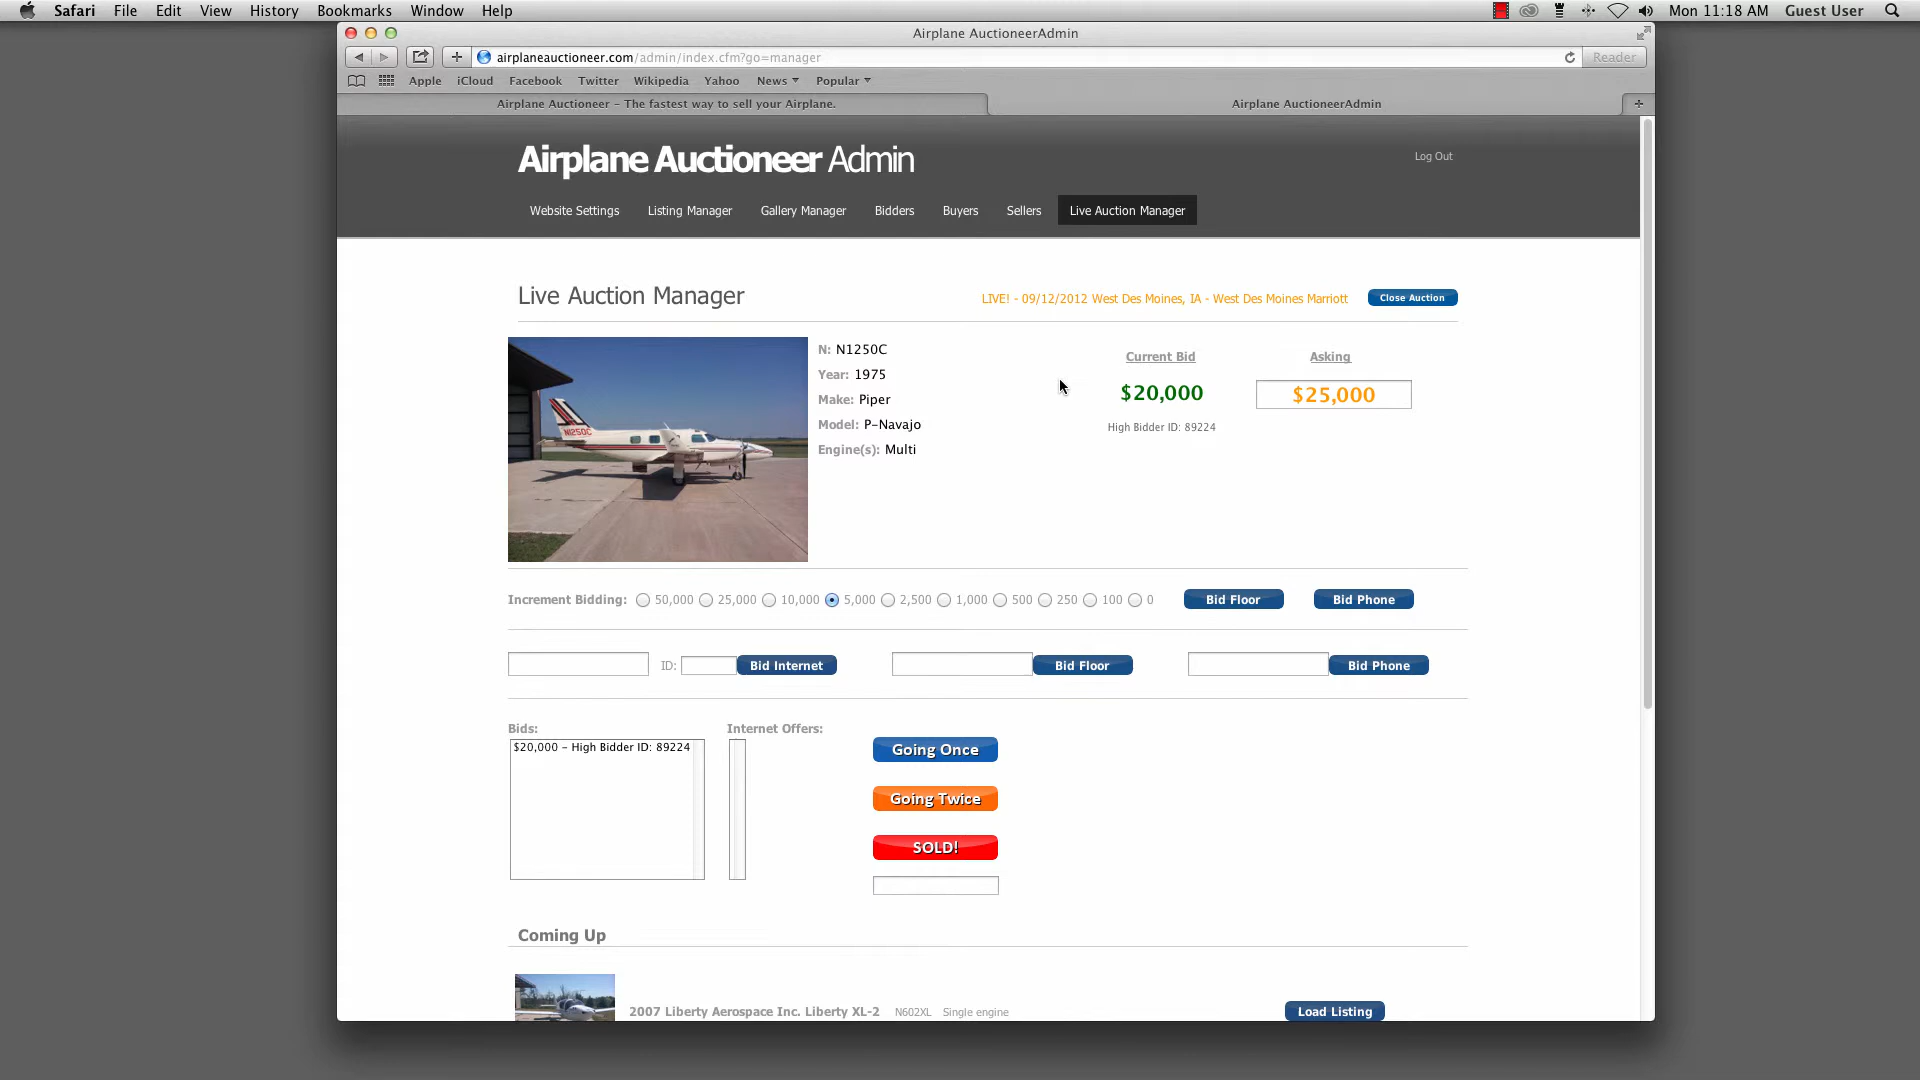 Safari File Edit View History Bookmarks Window Help Mon 11:18 AM Guest User
Airplane AuctioneerAdmin
airplaneauctioneer.com/admin/index.cfm?go=manager Reader
Apple iCloud Facebook Twitter Wikipedia Yahoo News Popular
Airplane Auctioneer – The fastest way to sell your Airplane. Airplane AuctioneerAdmin
Airplane Auctioneer Admin Log Out
Website Settings Listing Manager Gallery Manager Bidders Buyers Sellers Live Auction Manager
Live Auction Manager LIVE! - 09/12/2012 West Des Moines, IA - West Des Moines Marriott Close Auction
N: N1250C
Year: 1975
Make: Piper
Model: P-Navajo
Engine(s): Multi
N1250C
Current Bid Asking
$20,000 $25,000
High Bidder ID: 89224
Increment Bidding: 50,000 25,000 10,000 5,000 2,500 1,000 500 250 100 0 Bid Floor Bid Phone
ID: Bid Internet Bid Floor Bid Phone
Bids: Internet Offers:
$20,000 – High Bidder ID: 89224
Going Once
Going Twice
SOLD!
Coming Up
2007 Liberty Aerospace Inc. Liberty XL-2 N602XL Single engine Load Listing